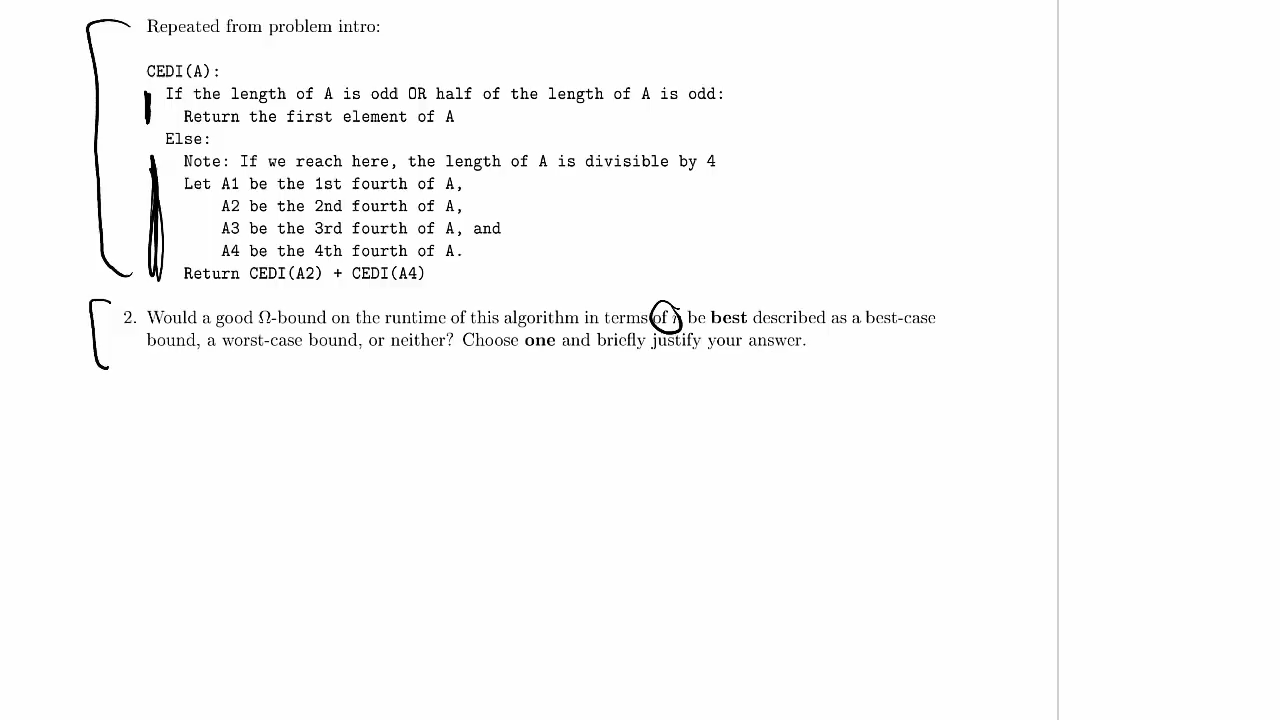 Repeated from problem intro:
CEDI(A):
If the length of A is odd OR half of the length of A is odd:
Return the first element of A
Else:
Note: If we reach here, the length of A is divisible by 4
Let A1 be the 1st fourth of A,
A2 be the 2nd fourth of A,
A3 be the 3rd fourth of A, and
A4 be the 4th fourth of A.
Return CEDI(A2) + CEDI(A4)
2. Would a good Ω-bound on the runtime of this algorithm in terms of n be best described as a best-case
bound, a worst-case bound, or neither? Choose one and briefly justify your answer.